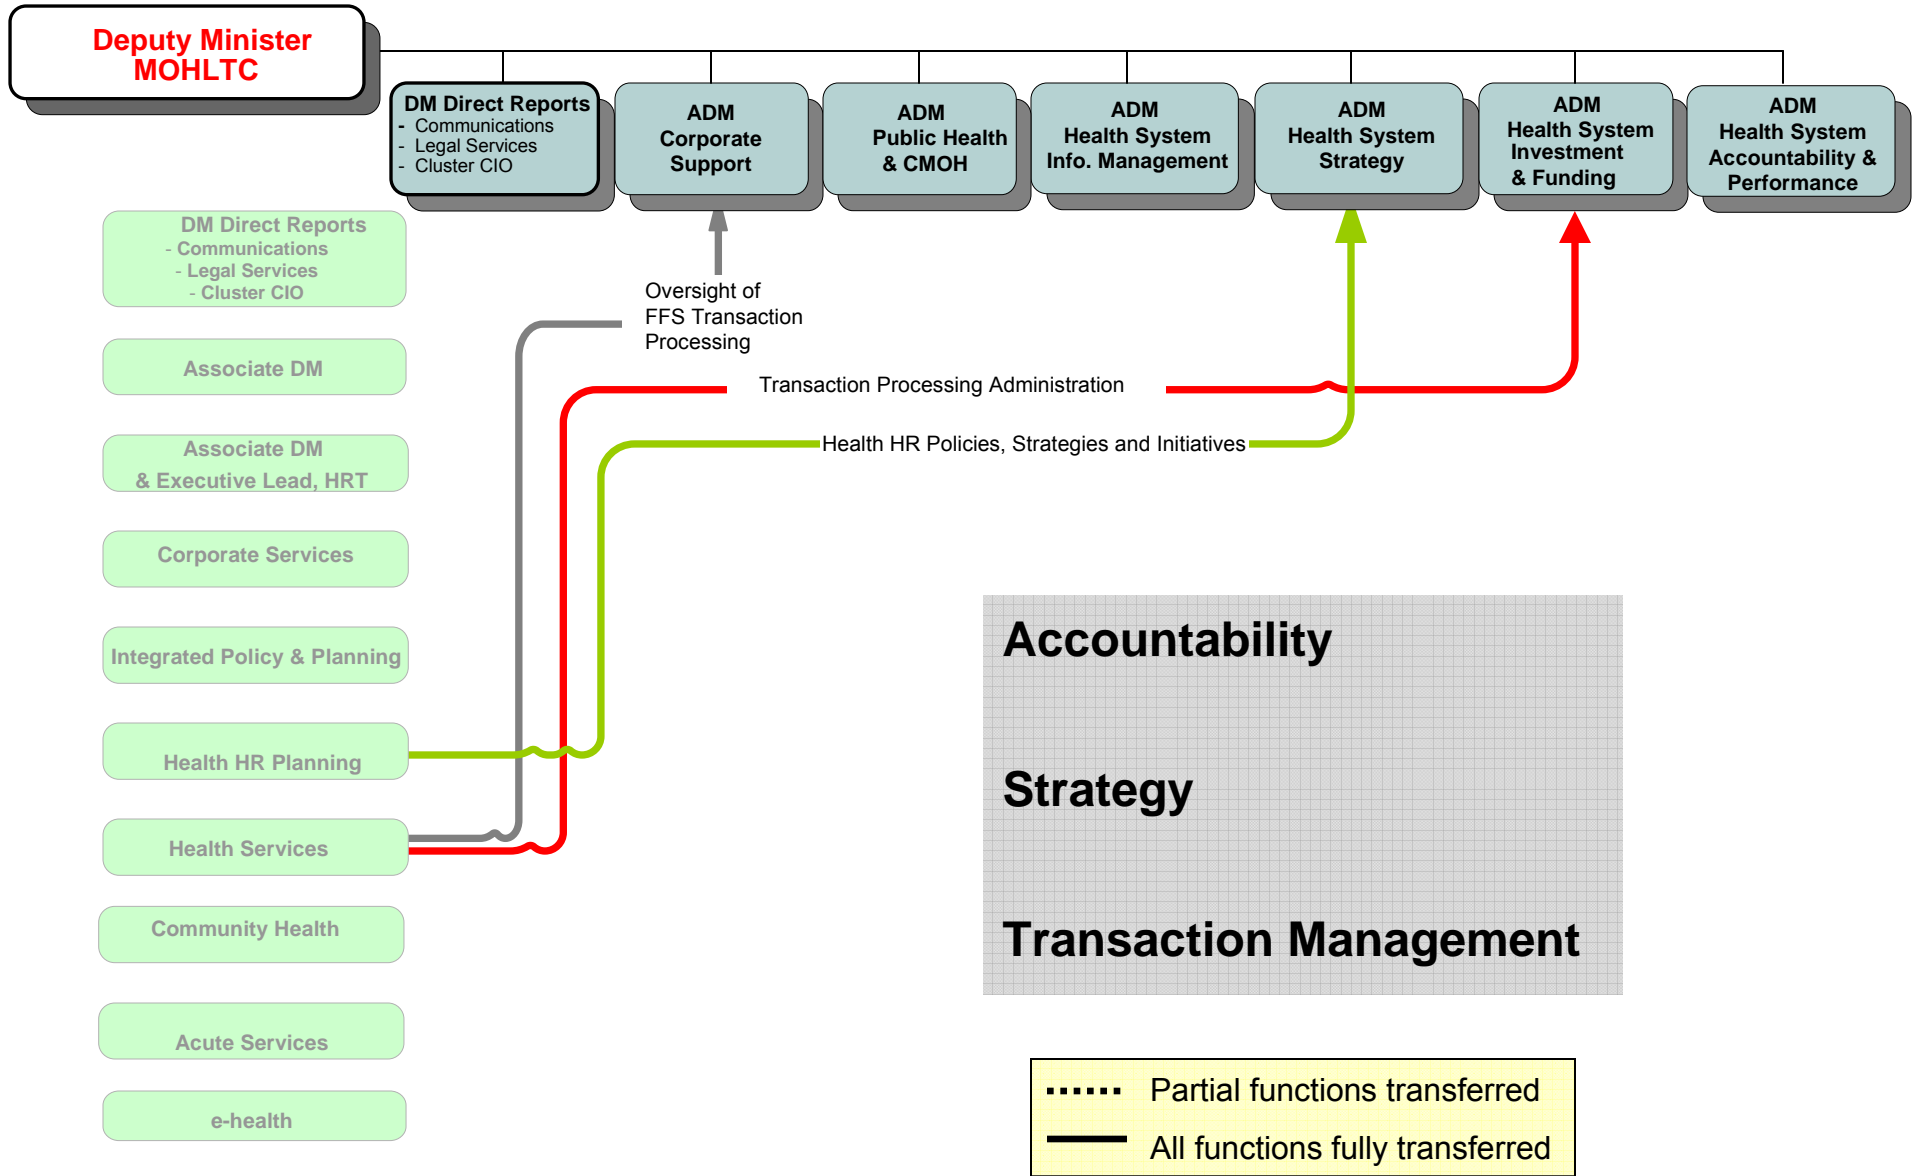 Deputy Minister
MOHLTC
DM Direct Reports
- Communications
- Legal Services
- Cluster CIO
ADM
Corporate
Support
ADM
Public Health
& CMOH
ADM
Health System
Info. Management
ADM
Health System
Strategy
ADM
Health System
Investment
& Funding
ADM
Health System
Accountability &
Performance
DM Direct Reports
- Communications
- Legal Services
- Cluster CIO
Associate DM
Associate DM
& Executive Lead, HRT
Corporate Services
Integrated Policy & Planning
Health HR Planning
Health Services
Community Health
Acute Services
e-health
Oversight of
FFS Transaction
Processing
Transaction Processing Administration
Health HR Policies, Strategies and Initiatives
Accountability
Strategy
Transaction Management
Partial functions transferred
All functions fully transferred